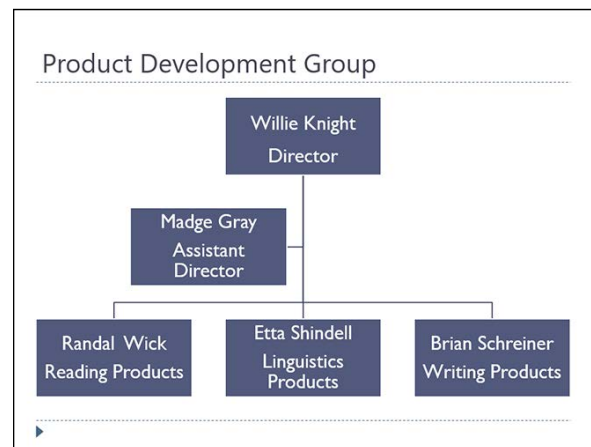 Product Development Group
Willie Knight
Director
Madge Gray
Assistant
Director
Randal Wick
Reading Products
Etta Shindell
Linguistics
Products
Brian Schreiner
Writing Products